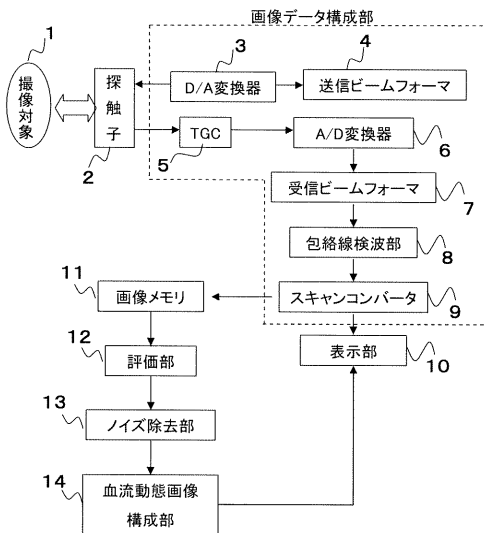 画像データ構成部
1
撮像対象
探触子
2
3
D/A変換器
4
送信ビームフォーマ
TGC
5
A/D変換器
6
受信ビームフォーマ
7
包絡線検波部
8
スキャンコンバータ
9
表示部
10
11
画像メモリ
12
評価部
13
ノイズ除去部
14
血流動態画像
構成部